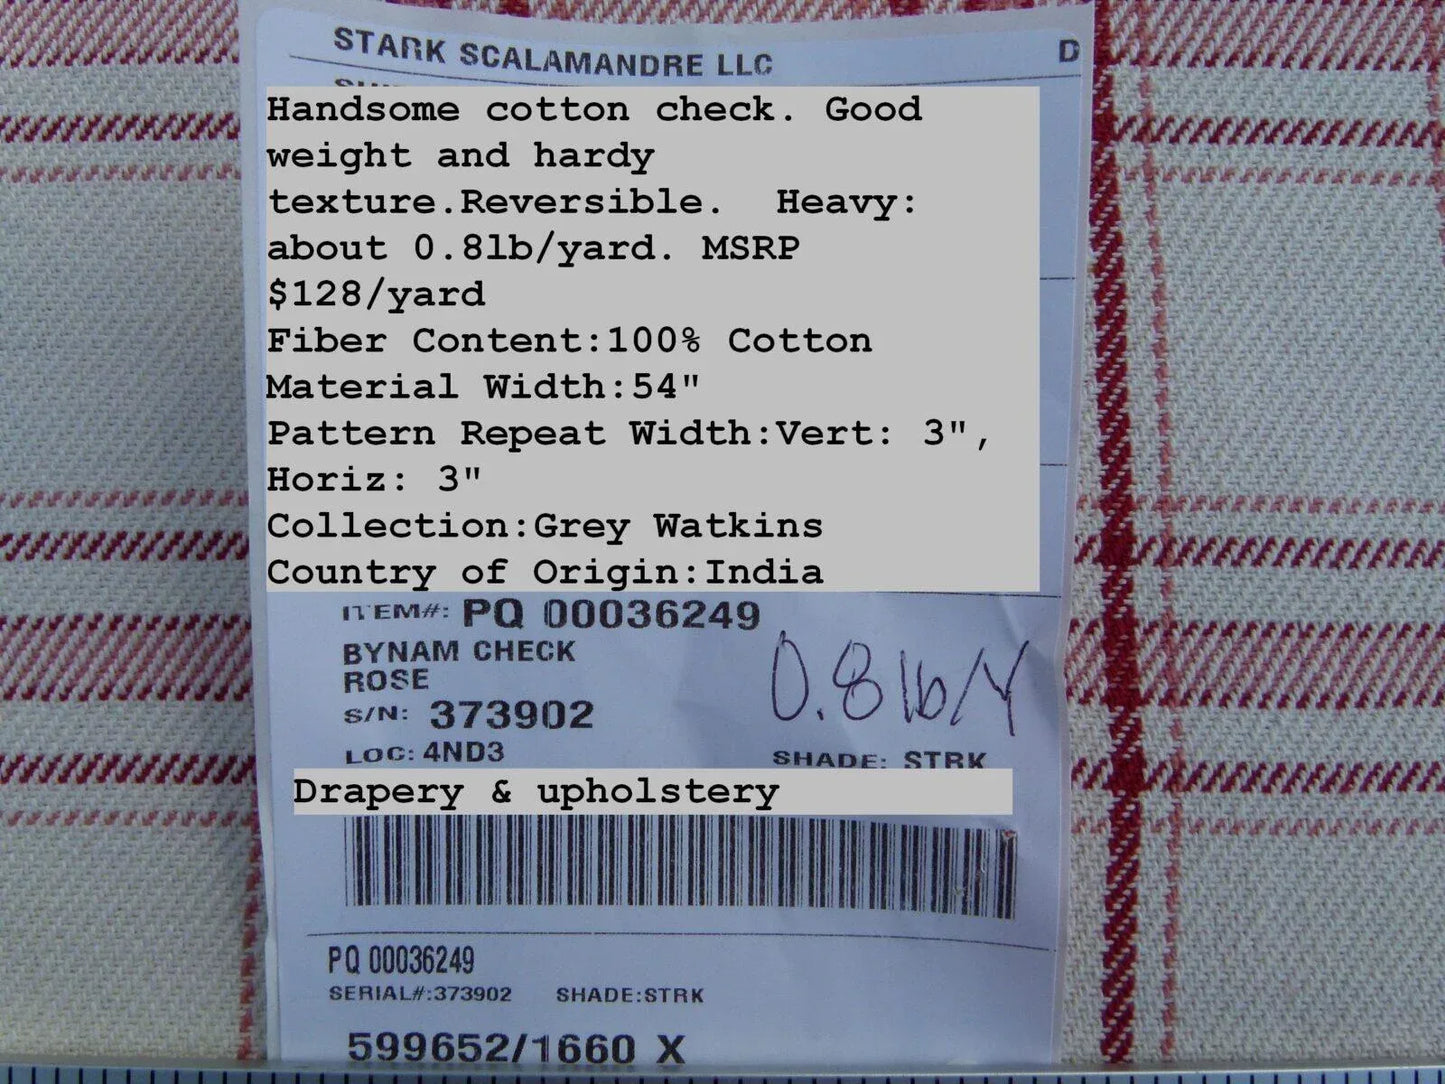 STARK SCALAMANDRE LLC D
Handsome cotton check. Good
weight and hardy
texture.Reversible.  Heavy:
about 0.8lb/yard. MSRP
$128/yard
Fiber Content:100% Cotton
Material Width:54"
Pattern Repeat Width:Vert: 3",
Horiz: 3"
Collection:Grey Watkins
Country of Origin:India
ITEM#: PQ 00036249
BYNAM CHECK
ROSE
0.8 lb/Y
S/N: 373902
LOC: 4ND3 SHADE: STRK
Drapery & upholstery
PQ 00036249
SERIAL#:373902 SHADE:STRK
599652/1660 X